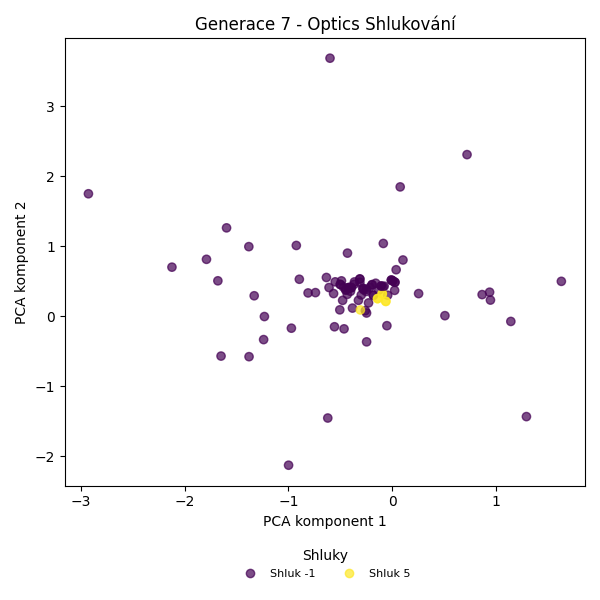 Generace 7 - Optics Shlukování
3
2
1
0
−1
−2
PCA komponent 2
−3
−2
−1
0
1
PCA komponent 1
Shluky
Shluk -1
Shluk 5